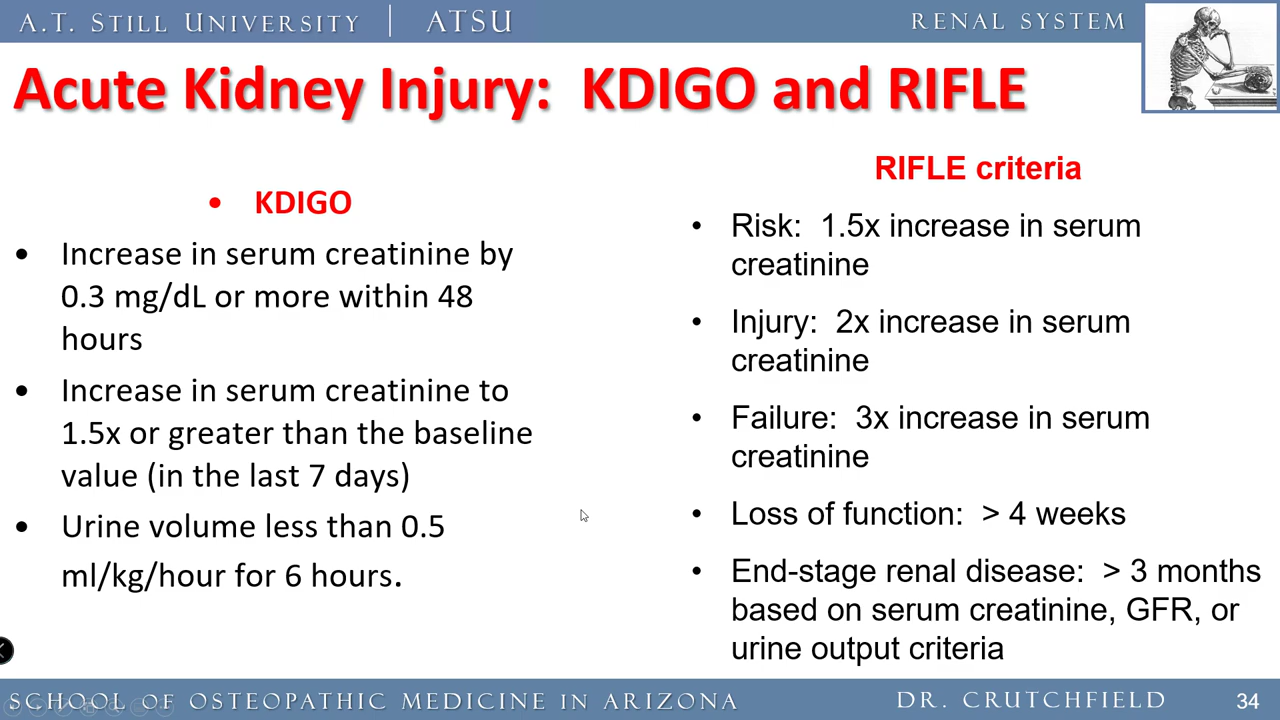 A.T. STILL UNIVERSITY | ATSU
RENAL SYSTEM
Acute Kidney Injury: KDIGO and RIFLE
• KDIGO
• Increase in serum creatinine by
0.3 mg/dL or more within 48
hours
• Increase in serum creatinine to
1.5x or greater than the baseline
value (in the last 7 days)
• Urine volume less than 0.5
ml/kg/hour for 6 hours.
RIFLE criteria
• Risk: 1.5x increase in serum
creatinine
• Injury: 2x increase in serum
creatinine
• Failure: 3x increase in serum
creatinine
• Loss of function: > 4 weeks
• End-stage renal disease: > 3 months
based on serum creatinine, GFR, or
urine output criteria
SCHOOL OF OSTEOPATHIC MEDICINE IN ARIZONA
DR. CRUTCHFIELD
34